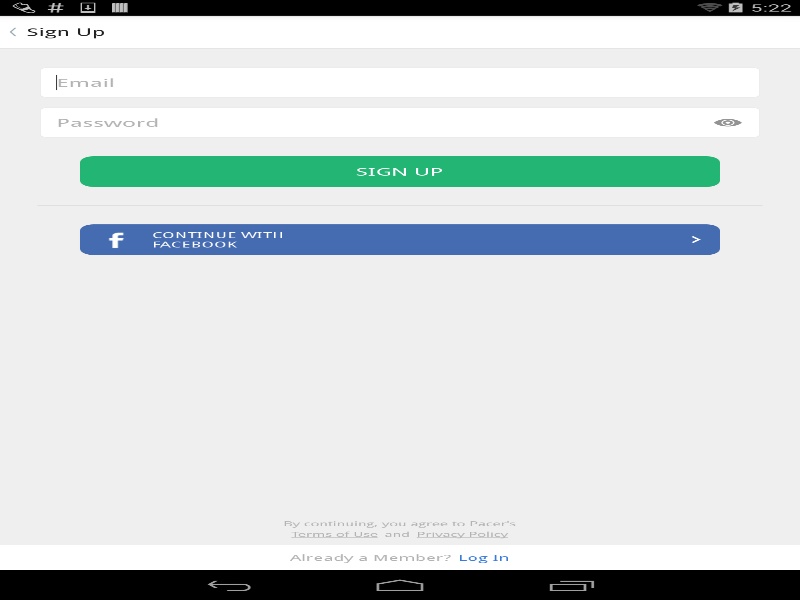 5:22
Sign Up
Email
Password
SIGN UP
f
CONTINUE WITH
FACEBOOK
>
By continuing, you agree to Pacer's
Terms of Use and Privacy Policy
Already a Member? Log In